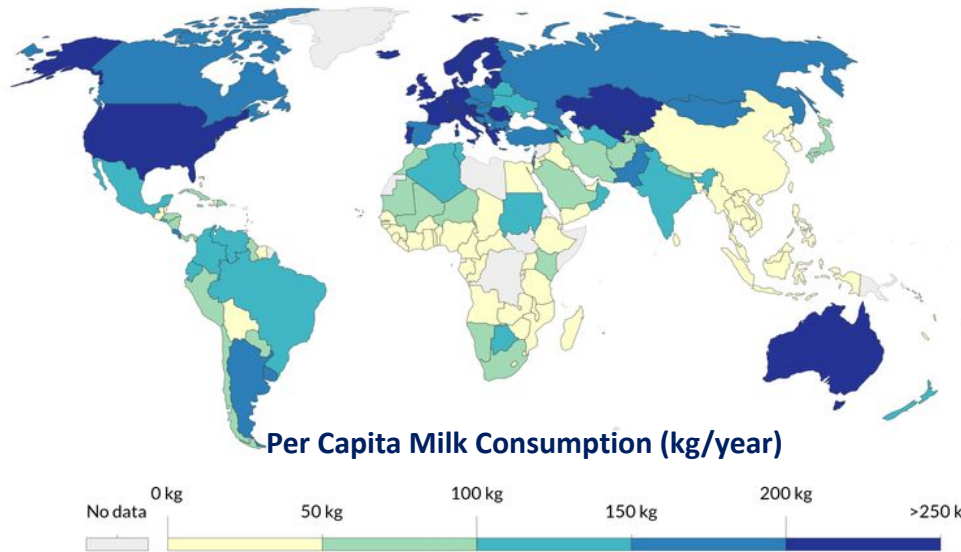 Per Capita Milk Consumption (kg/year)
0 kg 100 kg 200 kg
No data 50 kg 150 kg >250 k